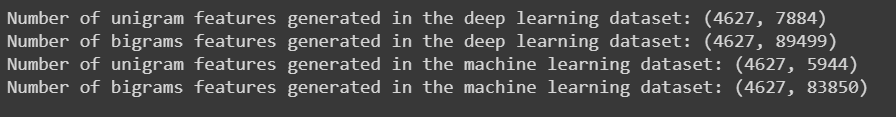 Number of unigram features generated in the deep learning dataset: (4627, 7884)
Number of bigrams features generated in the deep learning dataset: (4627, 89499)
Number of unigram features generated in the machine learning dataset: (4627, 5944)
Number of bigrams features generated in the machine learning dataset: (4627, 83850)